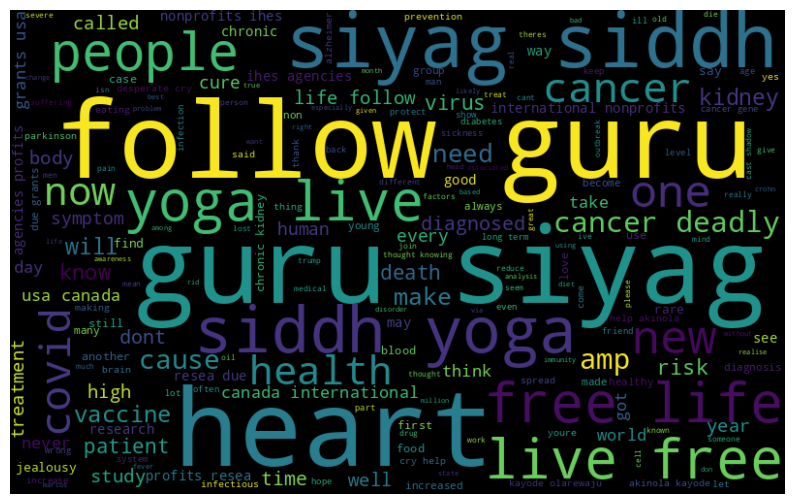 severe
nonprofits ihes
prevention
theres
bad
ill
old
die
grants usa
people
called
chronic
siyag siddh
alzheimer
way
real
change
case
cure
ihes agencies
group
say
age
yes
desperate cry
man
keep
month
true
lsn
suffering
eating
life follow
virus
cancer
kidney
likely
treat
cant
cancer gene
best
person
non
international nonprofits
especially
show
parkinson
problem
follow guru
infection
said
given
protect
diabetes
sickness
outbreak
cast shadow
give
body
men
want
right
thank
back
need
level
pain
head
associated
crohn
agencies profits
due grants
now
yoga live
different
good
become
one
really
symptom
thing
factors
based
great
take
lost
always
diagnosed
cancer deadly
life
among
young
human
every
long term
use
ive
using
will
find
day
awareness
chronic kidney
join
thought knowing
love
mind
know
trump
reduce
analysis
death
guru siyag
mean
rid
medical
seem
diet
come
via
please
usa canada
make
rare
making
disorder
even
help akinola
without
still
many
siddh yoga
may
friend
new
covid
dont
see
another
cause
oil
blood
immunity
realise
much
brain
health
think
amp
risk
diagnosis
treatment
resea due
thought
spread
made
healthy
high
lot
often
canada international
million
free life
got
vaccine
heart
part
first
youre
world
year
never
research
drug
known
someone
patient
food
work
live free
wrong
system
cry help
cell
don
jealousy
study
fever
hope
state
profits resea
time
well
increased
akinola kayode
let
increase
infectious
kayode olarewaju